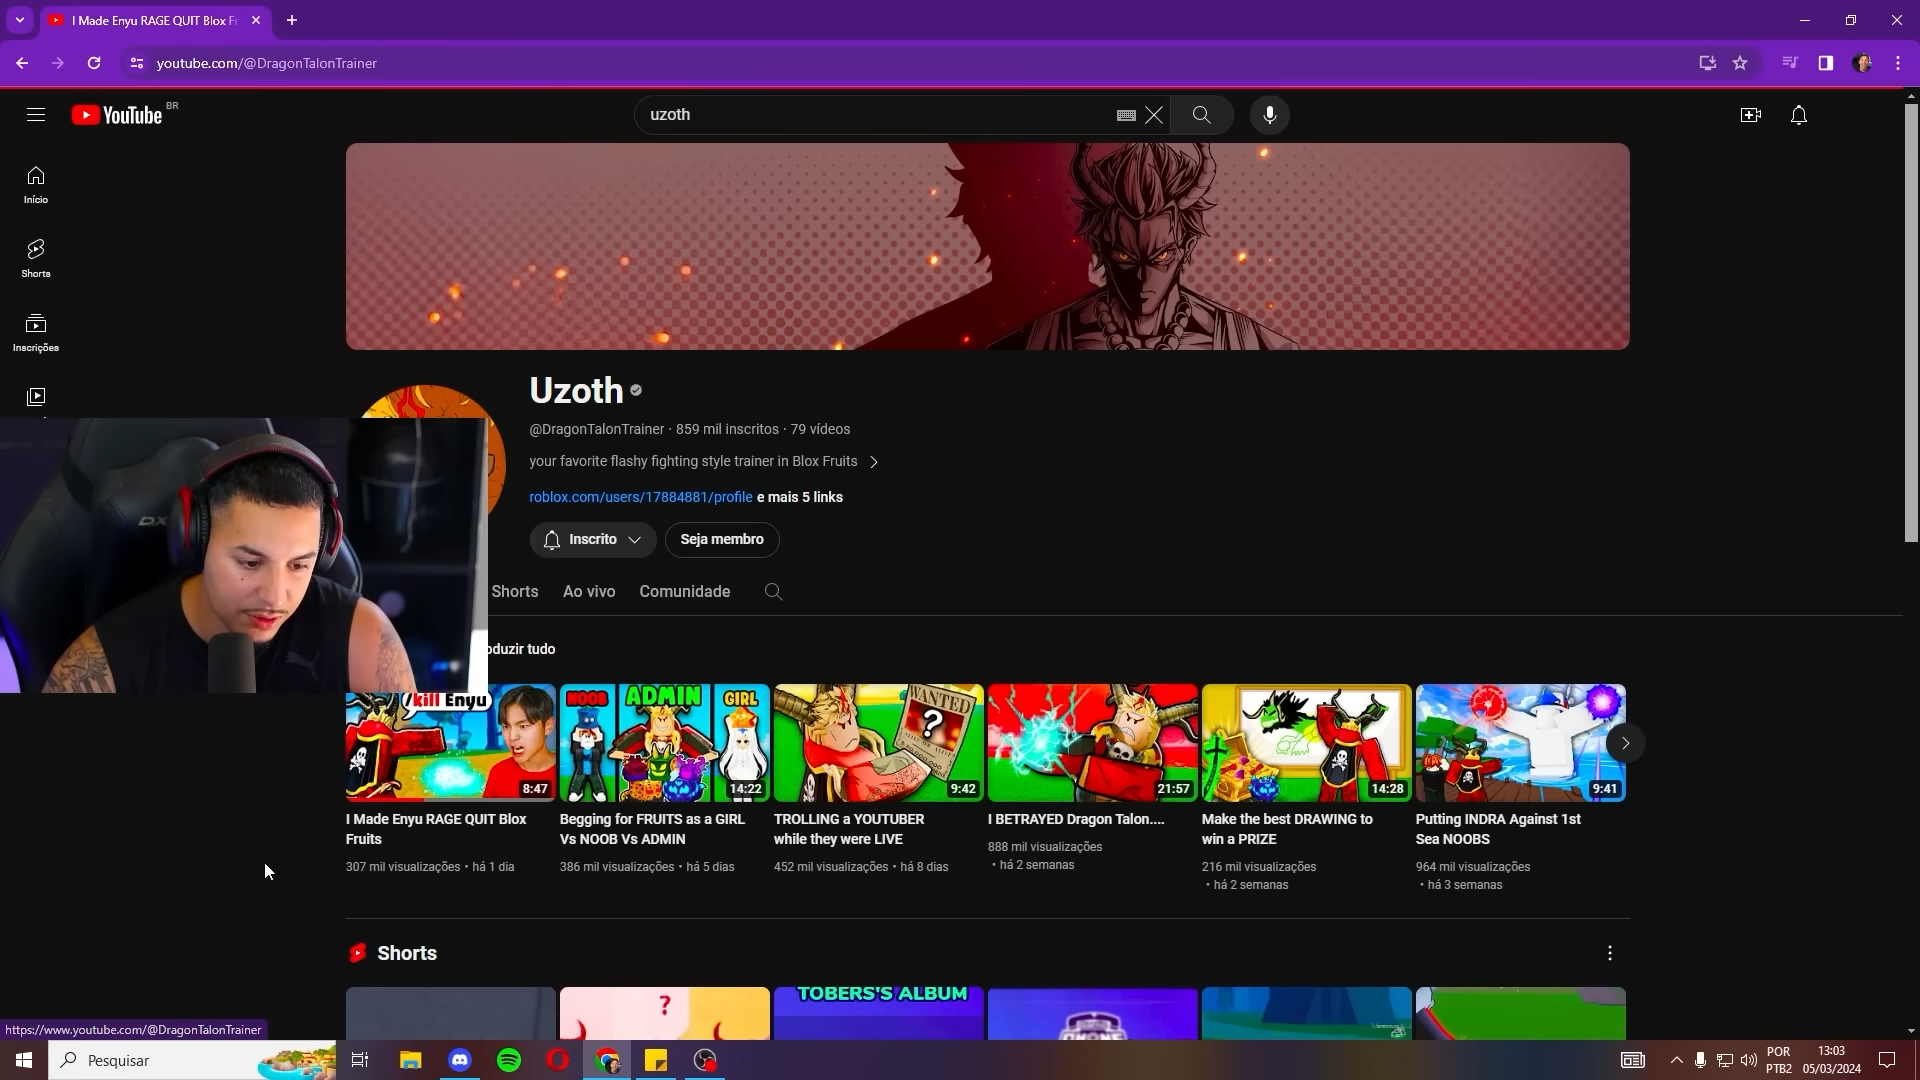 I Made Enyu RAGE QUIT Blox Fr
youtube.com/@DragonTalonTrainer
YouTube BR
uzoth
Início
Shorts
Inscrições
Uzoth
@DragonTalonTrainer · 859 mil inscritos · 79 vídeos
your favorite flashy fighting style trainer in Blox Fruits
roblox.com/users/17884881/profile e mais 5 links
Inscrito
Seja membro
DX
Shorts
Ao vivo
Comunidade
oduzir tudo
/kill Enyu
8:47
NOOB
ADMIN
GIRL
14:22
WANTED
?
9:42
21:57
14:28
9:41
I Made Enyu RAGE QUIT Blox
Fruits
307 mil visualizações • há 1 dia
Begging for FRUITS as a GIRL
Vs NOOB Vs ADMIN
386 mil visualizações • há 5 dias
TROLLING a YOUTUBER
while they were LIVE
452 mil visualizações • há 8 dias
I BETRAYED Dragon Talon....
888 mil visualizações
• há 2 semanas
Make the best DRAWING to
win a PRIZE
216 mil visualizações
• há 2 semanas
Putting INDRA Against 1st
Sea NOOBS
964 mil visualizações
• há 3 semanas
Shorts
?
TOBERS'S ALBUM
https://www.youtube.com/@DragonTalonTrainer
Pesquisar
POR
PTB2
13:03
05/03/2024